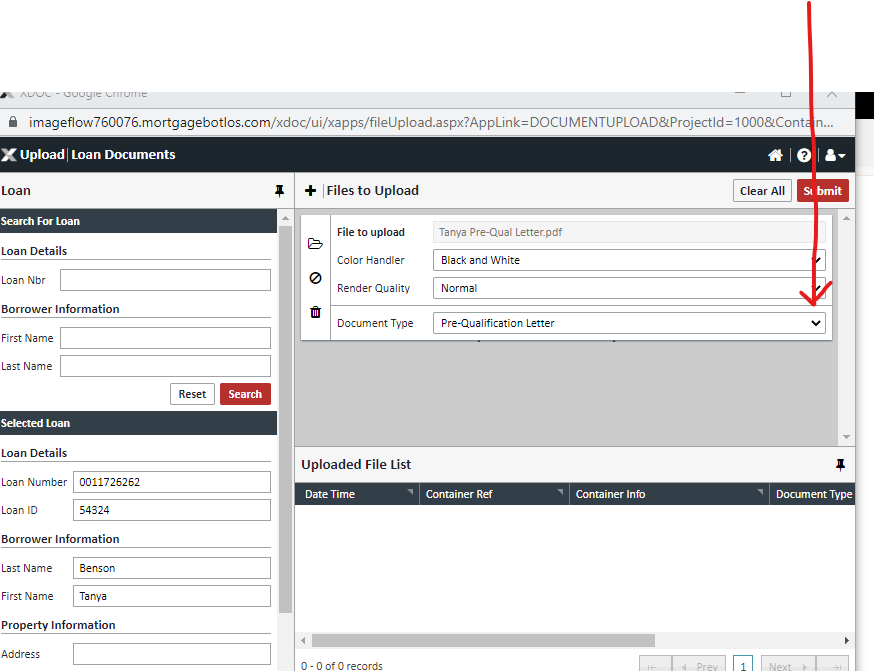 XDOC - Google Chrome
imageflow760076.mortgagebotlos.com/xdoc/ui/xapps/fileUpload.aspx?AppLink=DOCUMENTUPLOAD&ProjectId=1000&Contain...
X Upload | Loan Documents
Loan
Search For Loan
Loan Details
Loan Nbr
Borrower Information
First Name
Last Name
Reset Search
Selected Loan
Loan Details
Loan Number 0011726262
Loan ID 54324
Borrower Information
Last Name Benson
First Name Tanya
Property Information
Address
+ Files to Upload Clear All Submit
File to upload Tanya Pre-Qual Letter.pdf
Color Handler Black and White
Render Quality Normal
Document Type Pre-Qualification Letter
Uploaded File List
Date Time Container Ref Container Info Document Type
0 - 0 of 0 records Prev 1 Next